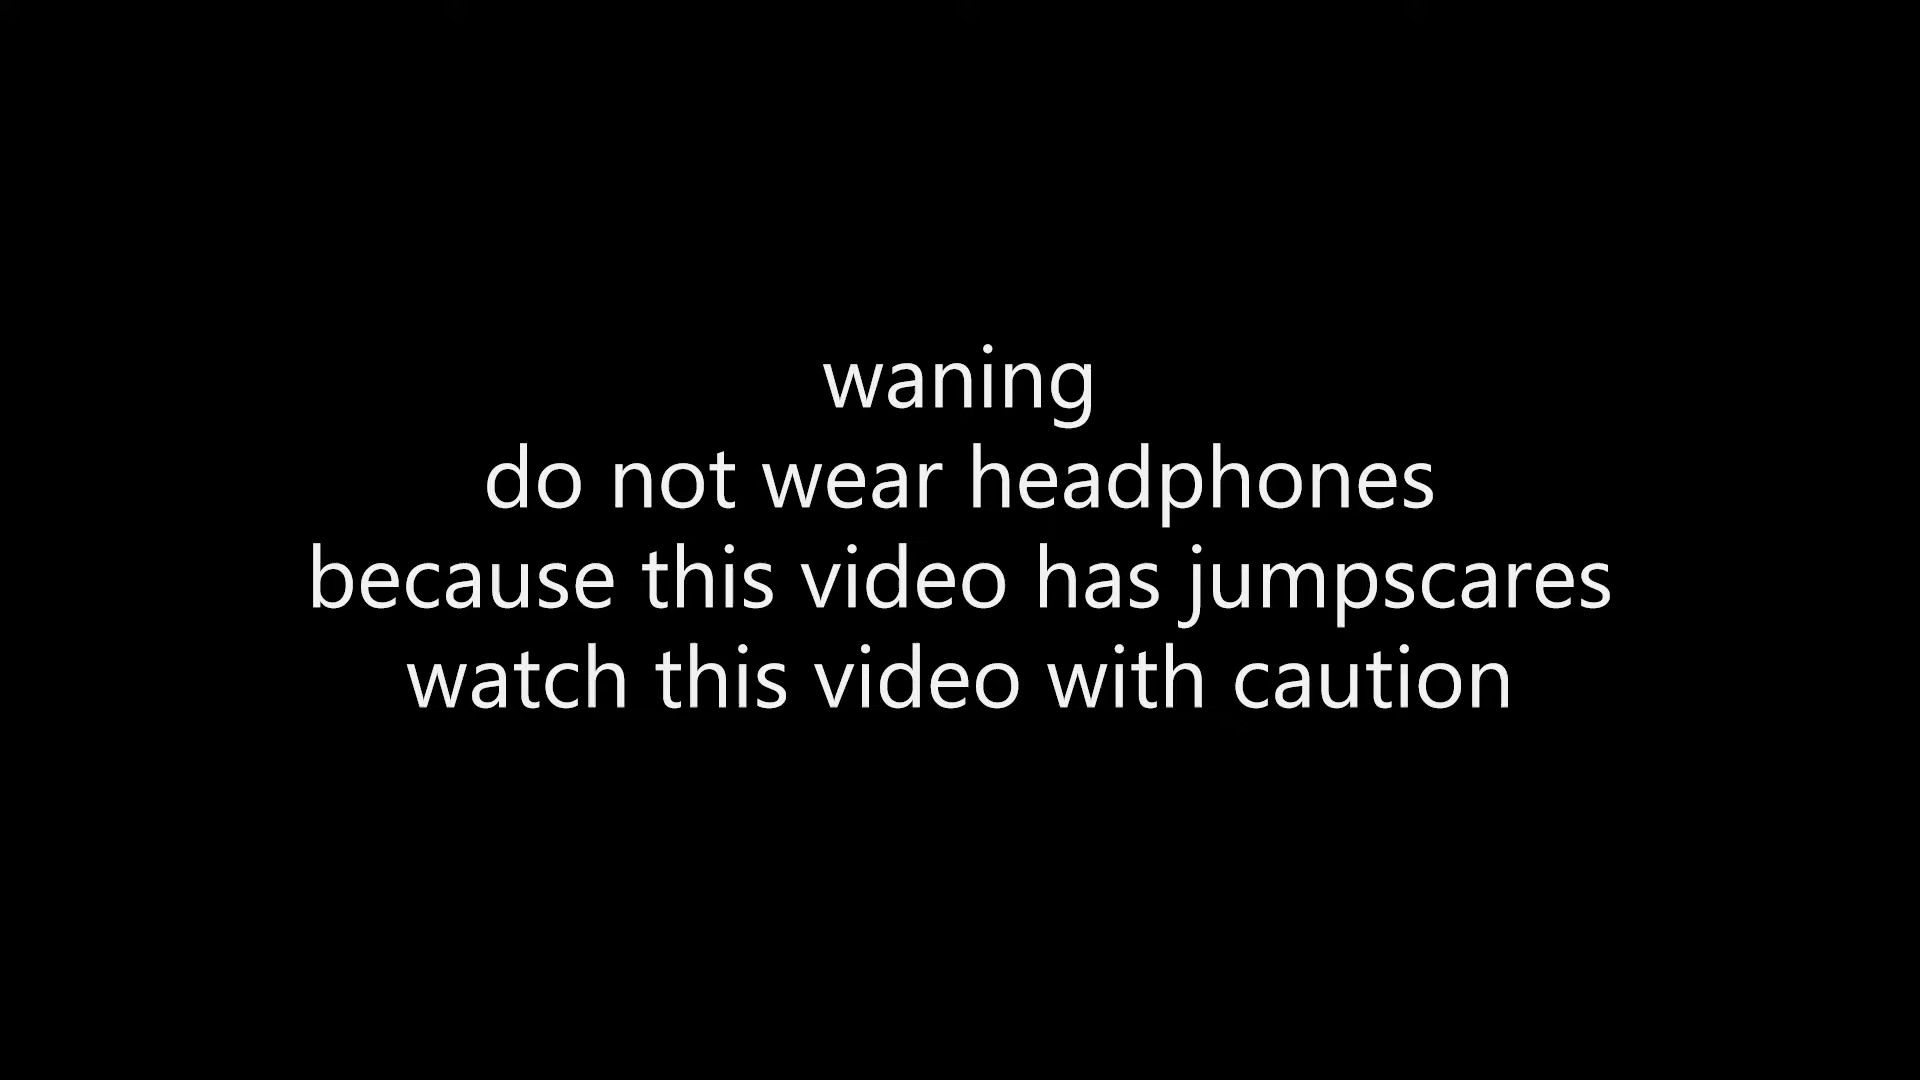 waning
do not wear headphones
because this video has jumpscares
watch this video with caution